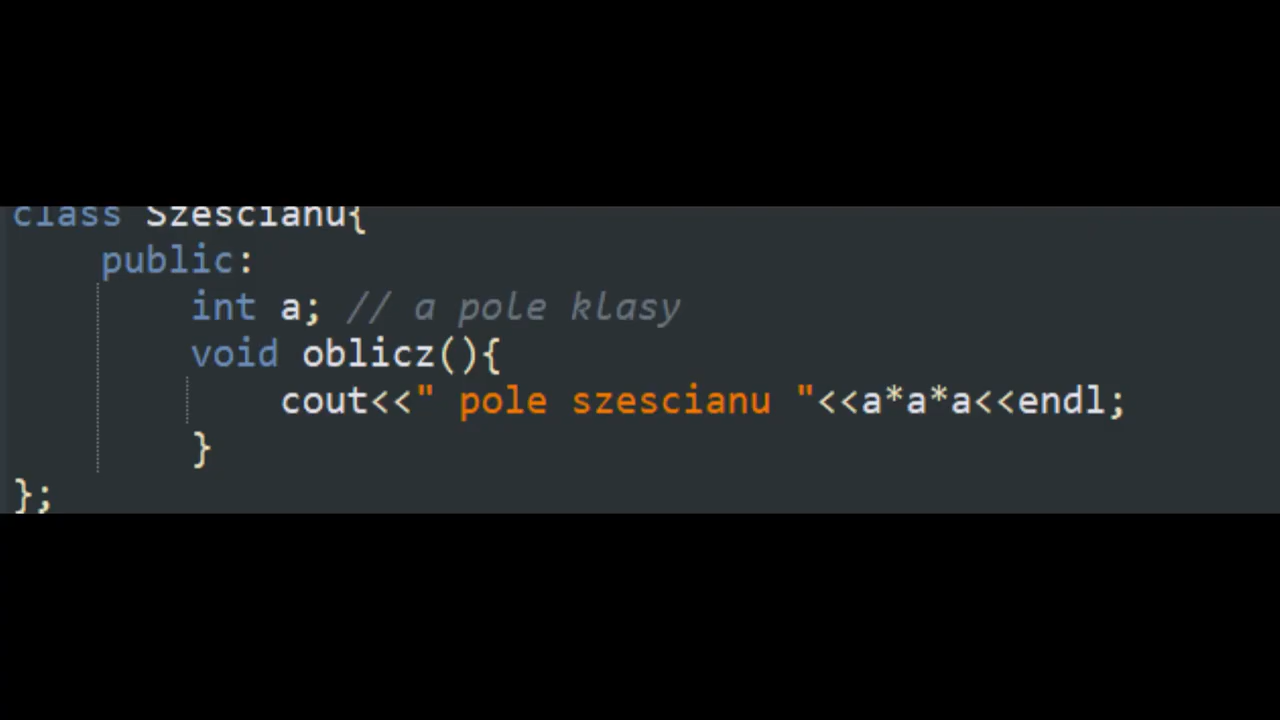 class Szescianu{
public:
int a; // a pole klasy
void oblicz(){
cout<<" pole szescianu "<<a*a*a<<endl;
}
};